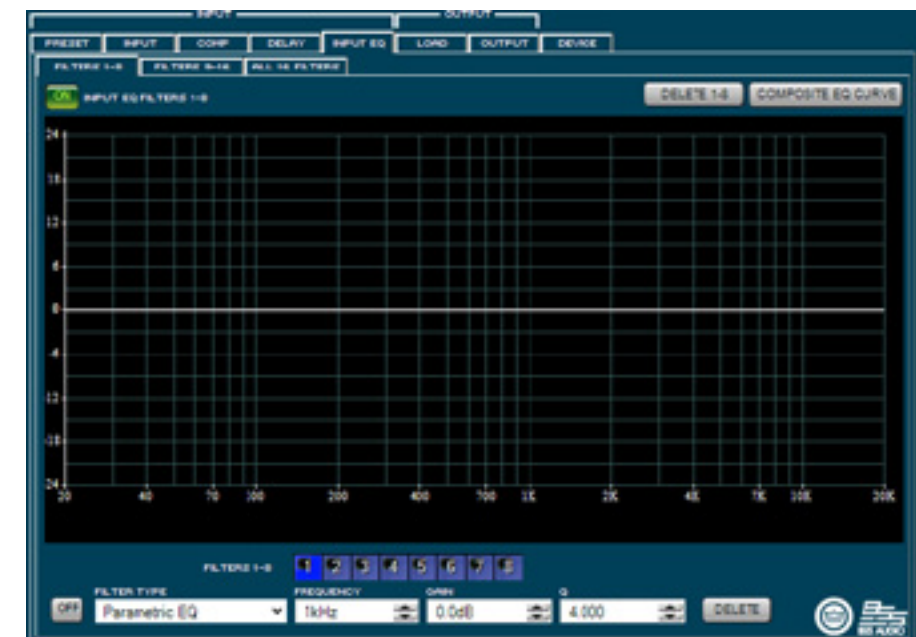 INPUT OUTPUT
PRESET INPUT COMP DELAY INPUT EQ LOAD OUTPUT DEVICE
FILTERS 1-8 FILTERS 9-16 ALL 16 FILTERS
ON INPUT EQ FILTERS 1-8 DELETE 1-8 COMPOSITE EQ CURVE
24
18
12
6
0
-6
-12
-18
-24
20 40 70 100 200 400 700 1K 2K 4K 7K 10K 20K
FILTERS 1-8 1 2 3 4 5 6 7 8
FILTER TYPE FREQUENCY GAIN Q
OFF Parametric EQ 1kHz 0.0dB 4.000 DELETE
BSS AUDIO